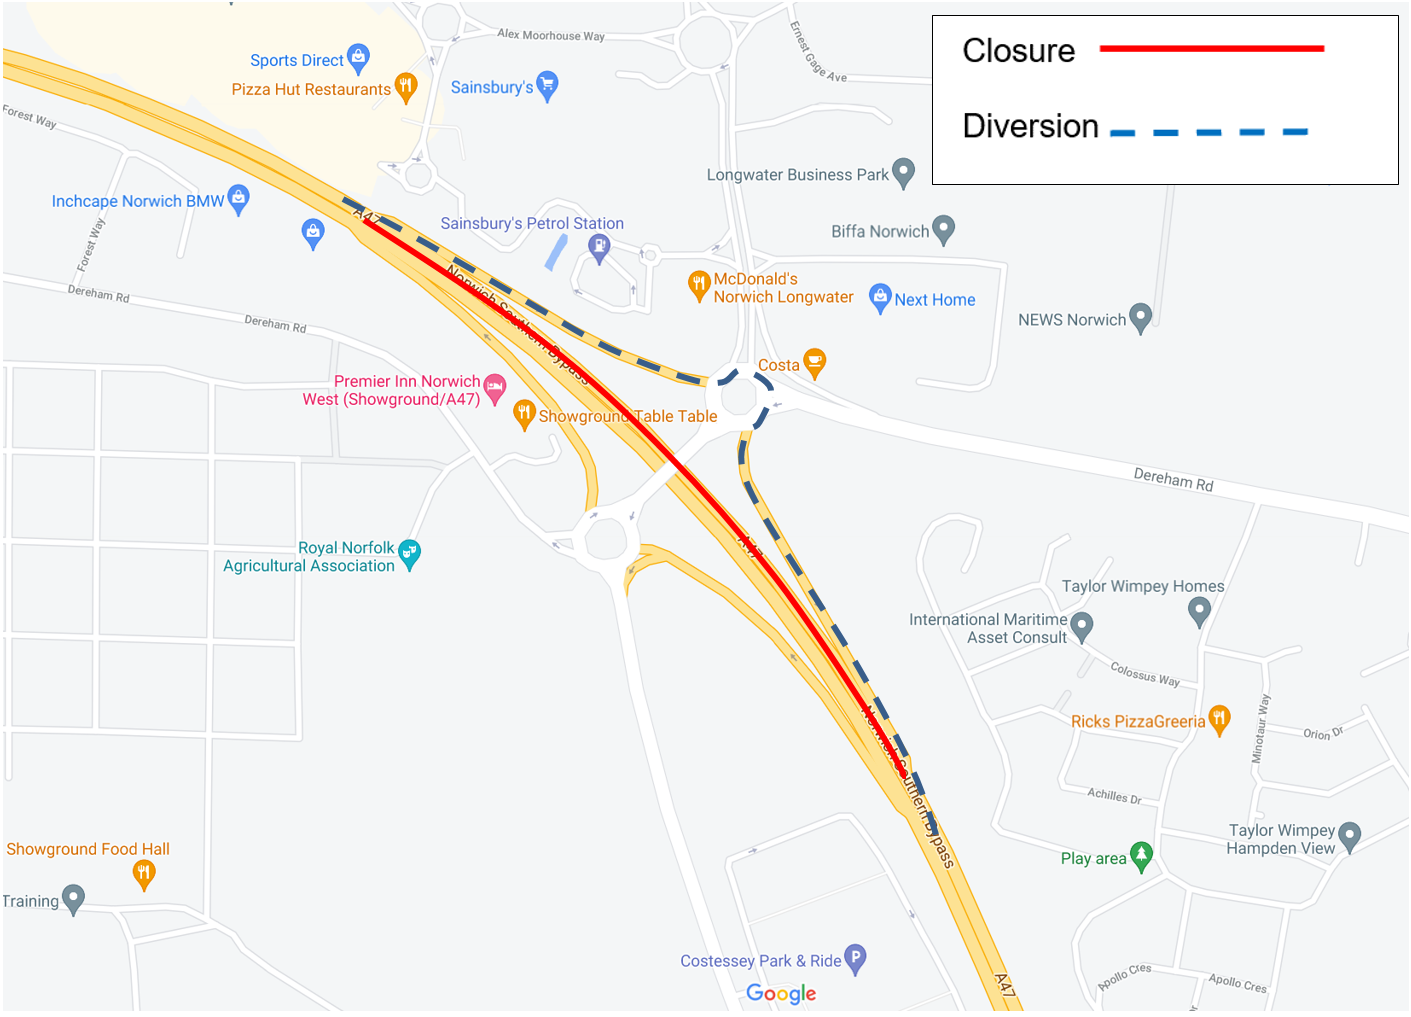 Closure
Diversion
Alex Moorhouse Way
Ernest Gage Ave
Sports Direct
Pizza Hut Restaurants
Sainsbury's
Forest Way
Longwater Business Park
Inchcape Norwich BMW
A47
Sainsbury's Petrol Station
Biffa Norwich
Forest Way
McDonald's
Norwich Longwater
Next Home
Dereham Rd
Norwich Southern Bypass
NEWS Norwich
Dereham Rd
Costa
Premier Inn Norwich
West (Showground/A47)
Showground Table Table
Dereham Rd
A47
Royal Norfolk
Agricultural Association
Taylor Wimpey Homes
International Maritime
Asset Consult
Colossus Way
Ricks PizzaGreeria
Minotaur Way
Orion Dr
Norwich Southern Bypass
Achilles Dr
Taylor Wimpey
Hampden View
Showground Food Hall
Play area
Training
Costessey Park & Ride
Apollo Cres
Apollo Cres
A47
Google